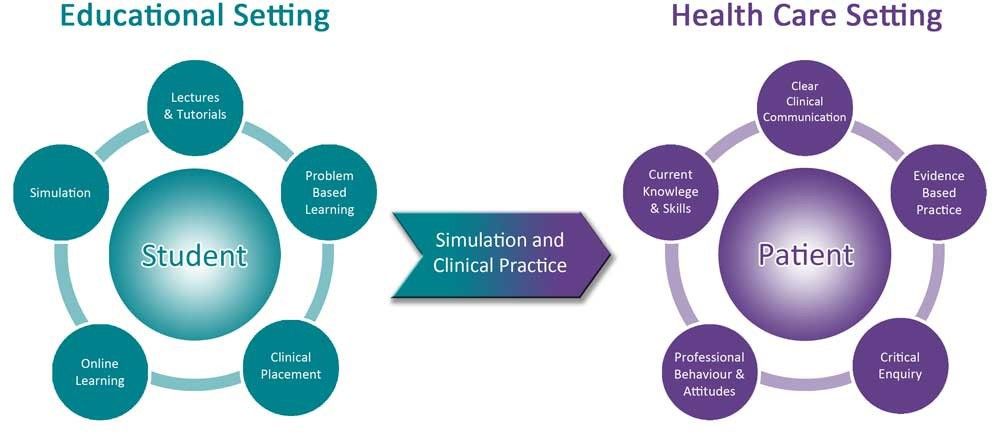 Educational Setting
Lectures
& Tutorials
Problem
Based
Learning
Clinical
Placement
Online
Learning
Simulation
Student
Simulation and
Clinical Practice
Health Care Setting
Clear
Clinical
Communication
Evidence
Based
Practice
Critical
Enquiry
Professional
Behaviour &
Attitudes
Current
Knowlege
& Skills
Patient